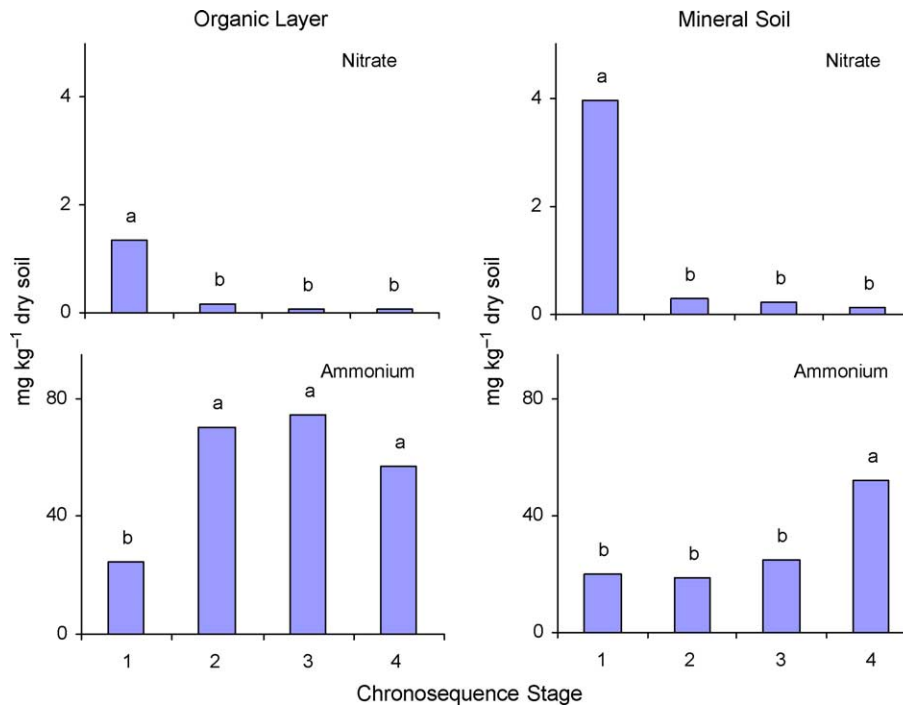 Organic Layer
Mineral Soil
Nitrate
4
2
0
a
b
b
b
Nitrate
4
2
0
a
b
b
b
mg kg⁻¹ dry soil
mg kg⁻¹ dry soil
Ammonium
80
40
0
b
a
a
a
1 2 3 4
Ammonium
80
40
0
b
b
b
a
1 2 3 4
Chronosequence Stage